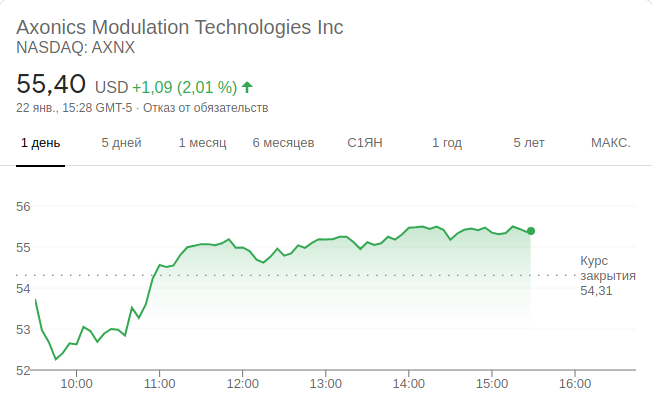 Axonics Modulation Technologies Inc
NASDAQ: AXNX
55,40 USD +1,09 (2,01 %)
22 янв., 15:28 GMT-5 · Отказ от обязательств
1 день 5 дней 1 месяц 6 месяцев С1ЯН 1 год 5 лет МАКС.
56
55
54
53
52
Курс
закрытия
54,31
10:00 11:00 12:00 13:00 14:00 15:00 16:00